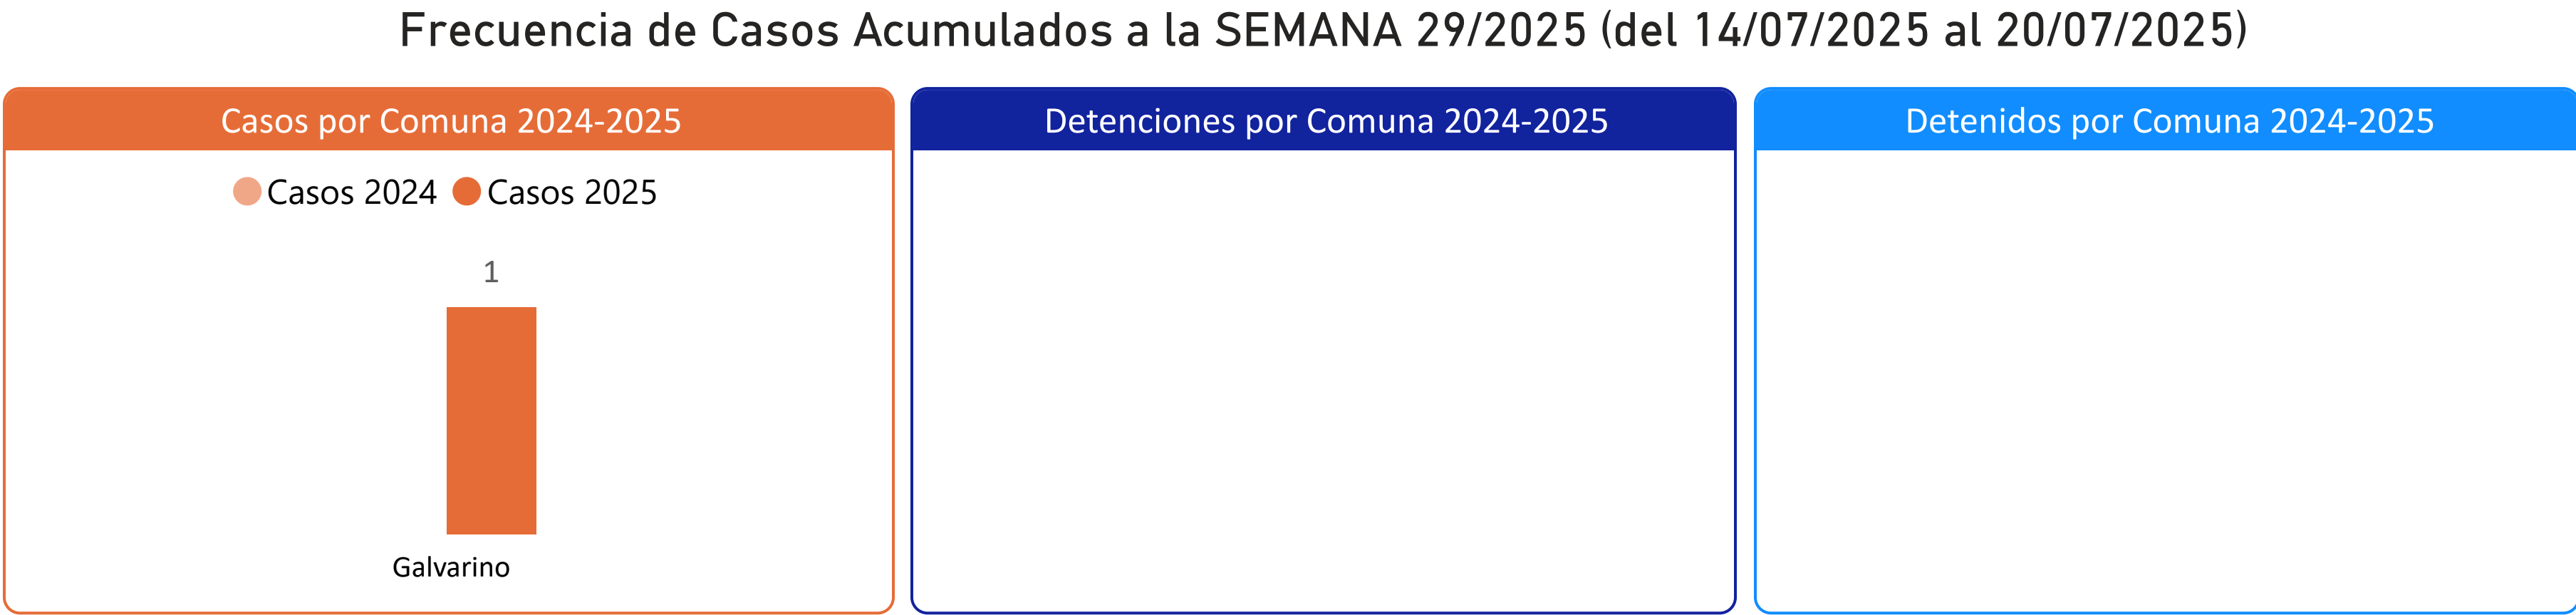 Frecuencia de Casos Acumulados a la SEMANA 29/2025 (del 14/07/2025 al 20/07/2025)
Casos por Comuna 2024-2025
Casos 2024 Casos 2025
1
Galvarino
Detenciones por Comuna 2024-2025
Detenidos por Comuna 2024-2025